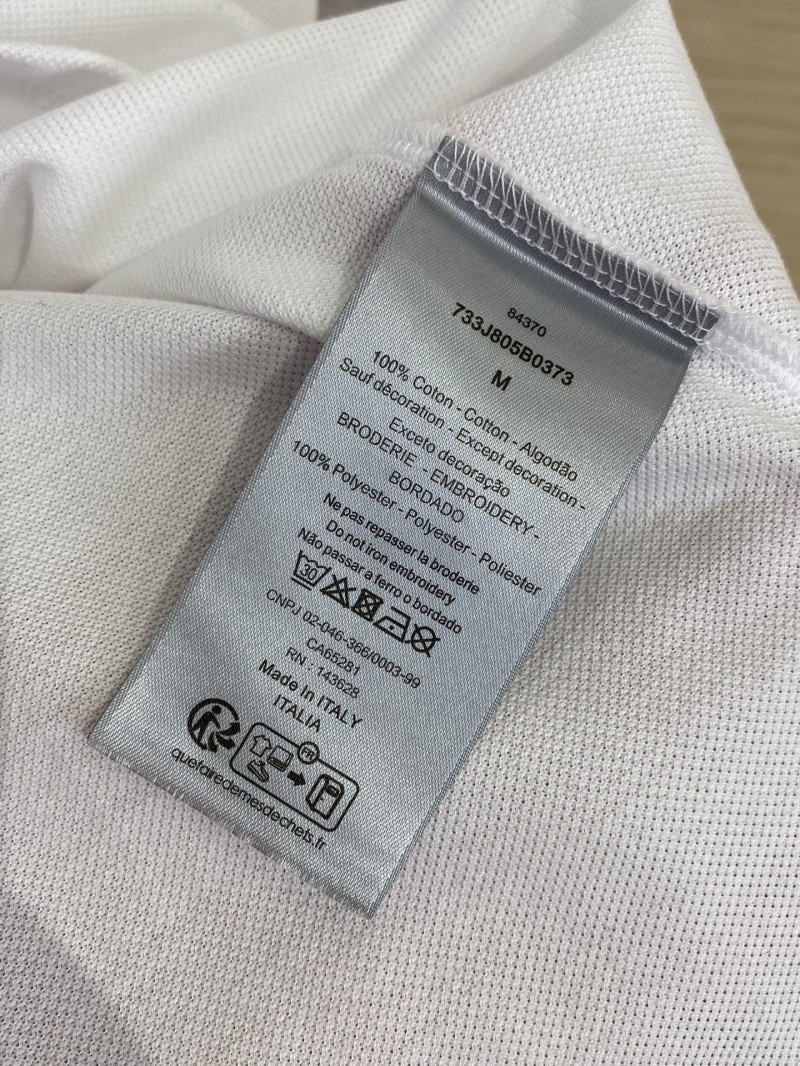 84370
733J805B0373
M
100% Coton - Cotton - Algodão
Sauf décoration - Except decoration -
Exceto decoração
BRODERIE - EMBROIDERY -
BORDADO
100% Polyester - Polyester - Poliester
Ne pas repasser la broderie
Do not iron embroidery
Não passar a ferro o bordado
30
CNPJ 02-046-366/0003-99
CA65281
RN : 143628
Made In ITALY
ITALIA
FR
quefairedemesdechets.fr